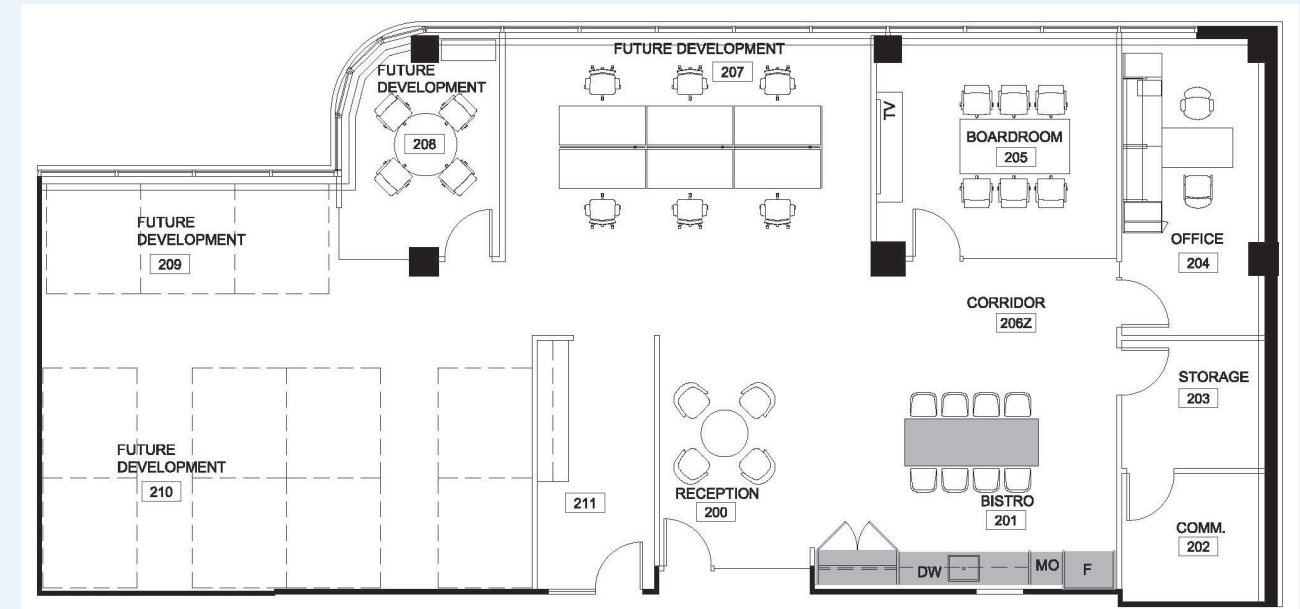 FUTURE DEVELOPMENT
207
FUTURE
DEVELOPMENT
208
TV
BOARDROOM
205
OFFICE
204
FUTURE
DEVELOPMENT
209
CORRIDOR
206Z
STORAGE
203
FUTURE
DEVELOPMENT
210
211
RECEPTION
200
BISTRO
201
COMM.
202
DW
MO
F